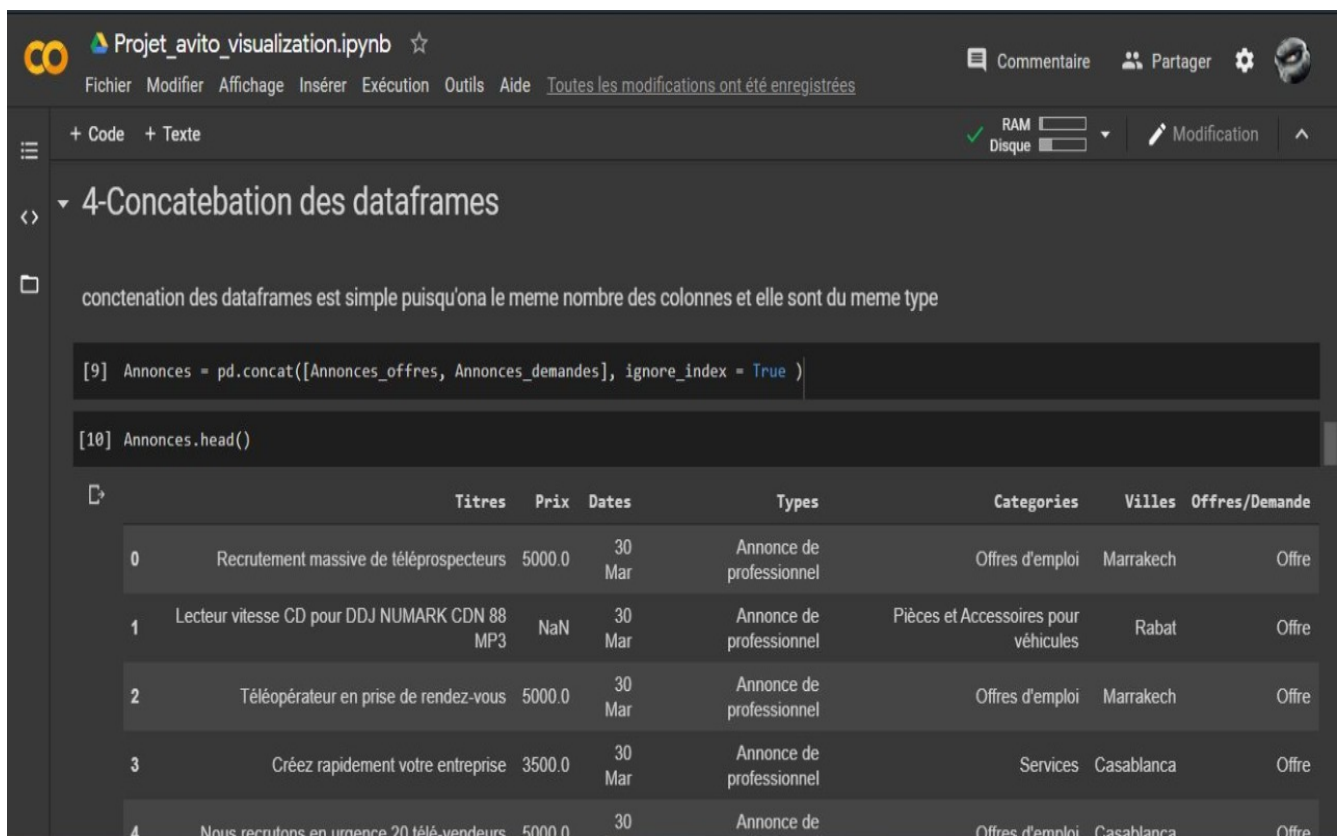 CO
Projet_avito_visualization.ipynb
Commentaire Partager
Fichier Modifier Affichage Insérer Exécution Outils Aide Toutes les modifications ont été enregistrées
+ Code + Texte
RAM
Disque
Modification
4-Concatebation des dataframes
conctenation des dataframes est simple puisqu'ona le meme nombre des colonnes et elle sont du meme type
[9] Annonces = pd.concat([Annonces_offres, Annonces_demandes], ignore_index = True )
[10] Annonces.head()
Titres Prix Dates Types Categories Villes Offres/Demande
0 Recrutement massive de téléprospecteurs 5000.0 30 Mar Annonce de professionnel Offres d'emploi Marrakech Offre
1 Lecteur vitesse CD pour DDJ NUMARK CDN 88 MP3 NaN 30 Mar Annonce de professionnel Pièces et Accessoires pour véhicules Rabat Offre
2 Téléopérateur en prise de rendez-vous 5000.0 30 Mar Annonce de professionnel Offres d'emploi Marrakech Offre
3 Créez rapidement votre entreprise 3500.0 30 Mar Annonce de professionnel Services Casablanca Offre
4 Nous recrutons en urgence 20 télé-vendeurs 5000.0 30 Annonce de Offres d'emploi Casablanca Offre